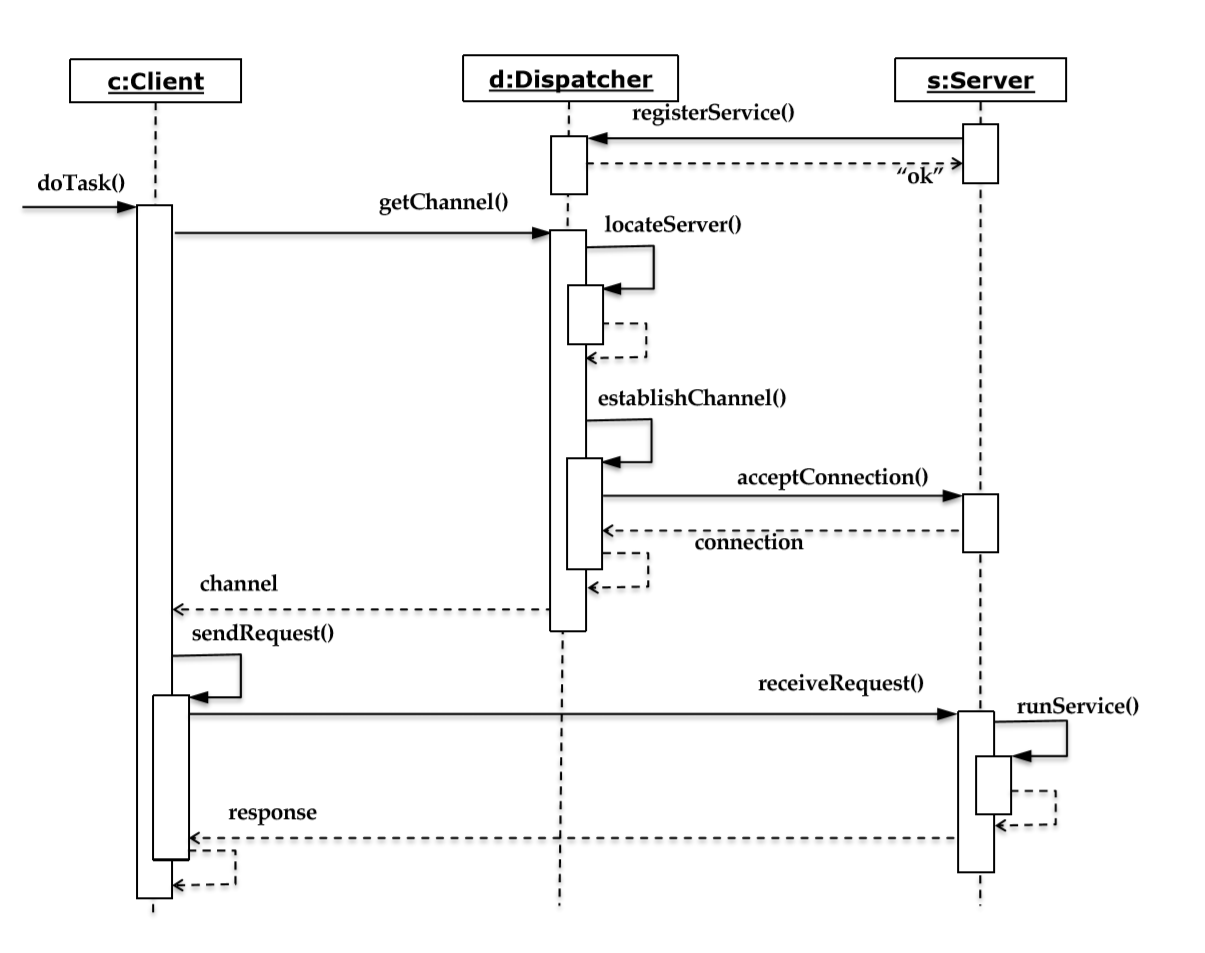 c:Client
d:Dispatcher
s:Server
registerService()
“ok”
doTask()
getChannel()
locateServer()
establishChannel()
acceptConnection()
connection
channel
sendRequest()
receiveRequest()
runService()
response